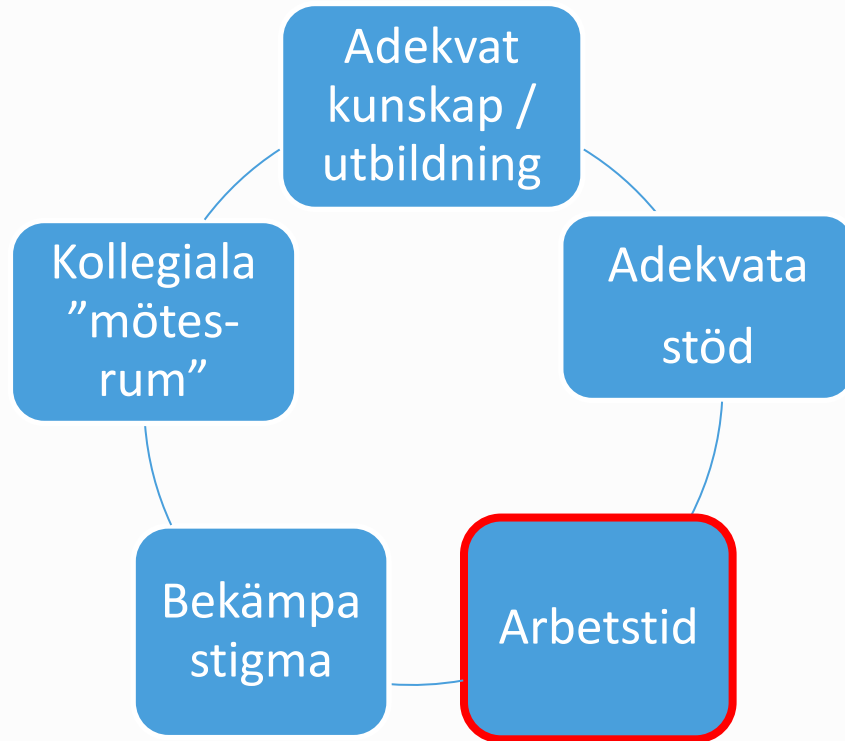 Adekvat
kunskap /
utbildning
Adekvata
stöd
Arbetstid
Bekämpa
stigma
Kollegiala
”mötes-
rum”